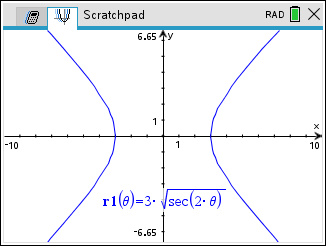 Scratchpad RAD
6.65 y
1
x
-10 1 10
r1(θ)=3·√sec(2·θ)
-6.65